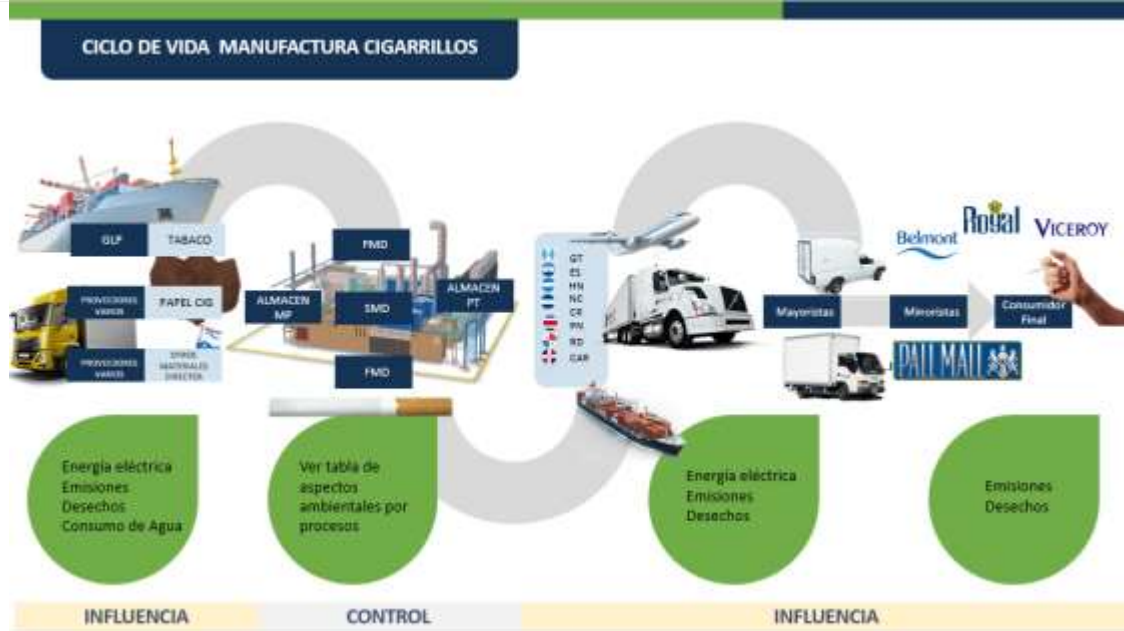 CICLO DE VIDA MANUFACTURA CIGARRILLOS
GLP
TABACO
PROVEEDORES
VARIOS
PAPEL CIG
PROVEEDORES
VARIOS
MATERIALES
ALMACEN
MP
FMD
SMD
FMD
ALMACEN
PT
GT
ES
HN
NC
CR
PN
RD
CAR
Mayoristas
Minoristas
Consumidor
Final
Belmont
Royal
VICEROY
PALL MALL
Energía eléctrica
Emisiones
Desechos
Consumo de Agua
Ver tabla de
aspectos
ambientales por
procesos
Energía eléctrica
Emisiones
Desechos
Emisiones
Desechos
INFLUENCIA
CONTROL
INFLUENCIA